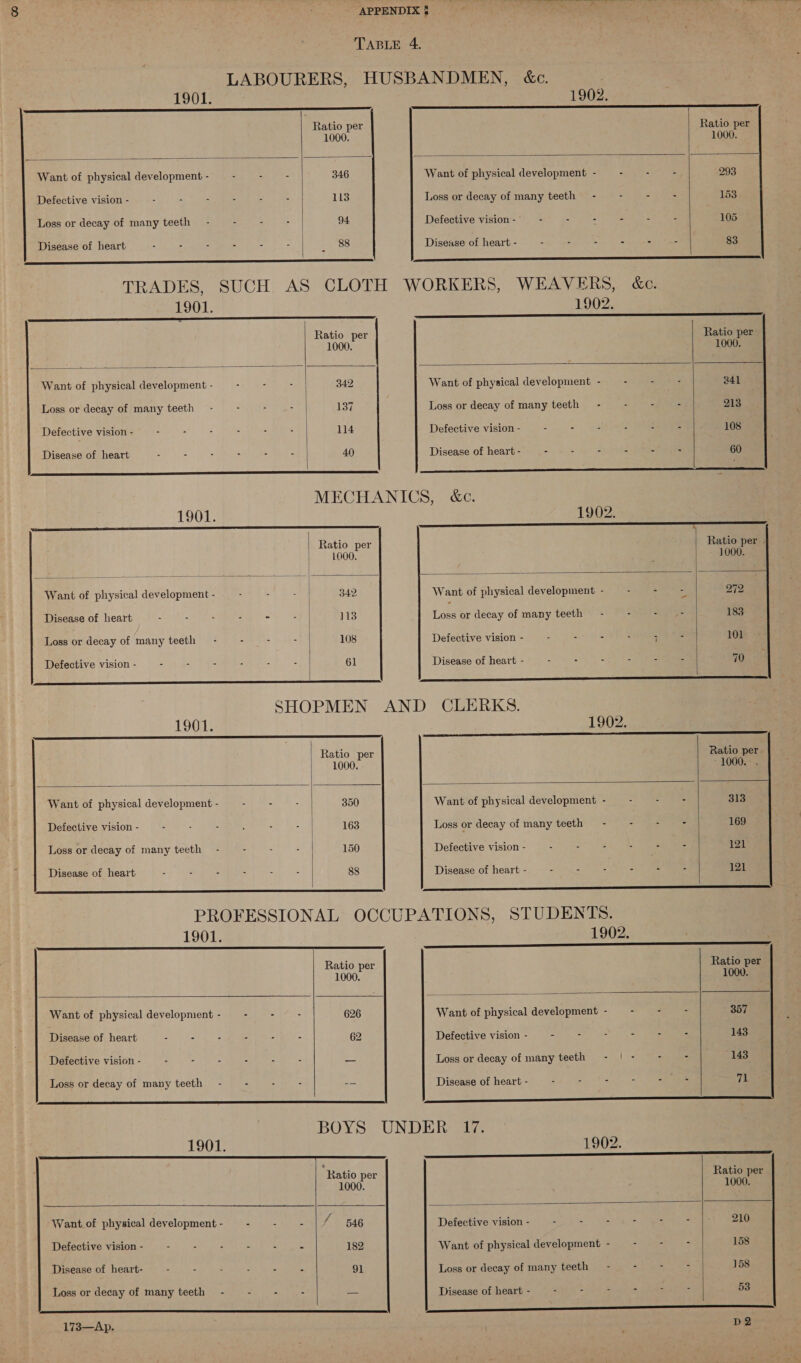 8
APPENDIX
TABLE 4.
LABOURERS, HUSBANDMEN, &c.
1901.
Ratio per 1000.
Want of physical development - - - - 346
Defective vision - - - - - - - 113
Loss or decay of many teeth - - - - 94
Disease of heart - - - - - - 88
1902.
Ratio per 1000.
Want of physical development - - - - 293
Loss or decay of many teeth - - - - 153
Defective vision - - - - - - - 105
Disease of heart - - - - - - - 83
TRADES, SUCH AS CLOTH WORKERS, WEAVERS, &c.
1901.
Ratio per 1000.
Want of physical development - - - - 342
Loss or decay of many teeth - - - - 137
Defective vision - - - - - - - 114
Disease of heart - - - - - - 40
1902.
Ratio per 1000.
Want of physical development - - - - 341
Loss or decay of many teeth - - - - 213
Defective vision - - - - - - - 108
Disease of heart - - - - - - - 60
MECHANICS, &c.
1901.
Ratio per 1000.
Want of physical development - - - - 342
Disease of heart - - - - - - 113
Loss or decay of many teeth - - - - 108
Defective vision - - - - - - - 61
1902.
Ratio per 1000.
Want of physical development - - - - 272
Loss or decay of many teeth - - - - 183
Defective vision - - - - - - - 101
Disease of heart - - - - - - - 70
SHOPMEN AND CLERKS.
1901.
Ratio per 1000.
Want of physical development - - - - 350
Defective vision - - - - - - - 163
Loss or decay of many teeth - - - - 150
Disease of heart - - - - - - 88
1902.
Ratio per 1000.
Want of physical development - - - - 313
Loss or decay of many teeth - - - - 169
Defective vision - - - - - - - 121
Disease of heart - - - - - - - 121
PROFESSIONAL OCCUPATIONS, STUDENTS.
1901.
Ratio per 1000.
Want of physical development - - - - 626
Disease of heart - - - - - - 62
Defective vision - - - - - - - —
Loss or decay of many teeth - - - - —
1902.
Ratio per 1000.
Want of physical development - - - - 357
Defective vision - - - - - - - 143
Loss or decay of many teeth - - - - 143
Disease of heart - - - - - - - 71
BOYS UNDER 17.
1901.
Ratio per 1000.
Want of physical development - - - - 546
Defective vision - - - - - - - 182
Disease of heart - - - - - - - 91
Loss or decay of many teeth - - - - —
1902.
Ratio per 1000.
Defective vision - - - - - - - 210
Want of physical development - - - - 158
Loss or decay of many teeth - - - - 158
Disease of heart - - - - - - - 53
173—Ap.
D 2